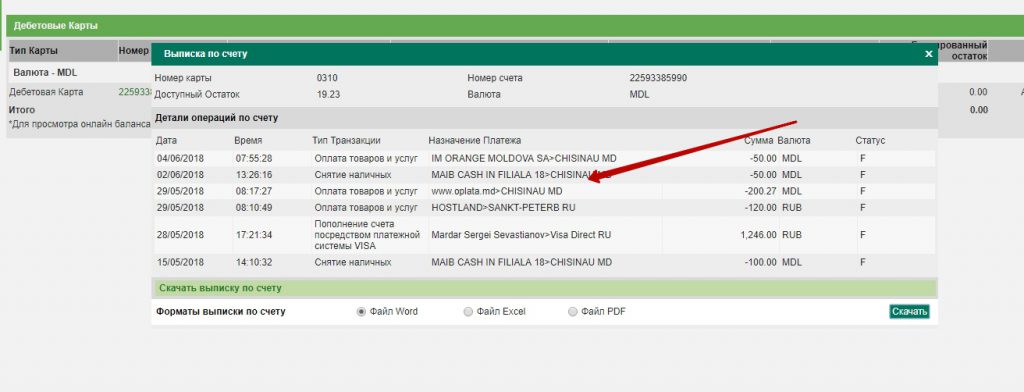 Дебетовые Карты
Тип Карты Номер рованный остаток
Валюта - MDL
Дебетовая Карта 2259338 0.00 A
Итого 0.00
*Для просмотра онлайн баланса
Выписка по счету ×
Номер карты 0310 Номер счета 22593385990
Доступный Остаток 19.23 Валюта MDL
Детали операций по счету
Дата Время Тип Транзакции Назначение Платежа Сумма Валюта Статус
04/06/2018 07:55:28 Оплата товаров и услуг IM ORANGE MOLDOVA SA>CHISINAU MD -50.00 MDL F
02/06/2018 13:26:16 Снятие наличных MAIB CASH IN FILIALA 18>CHISINAU MD -50.00 MDL F
29/05/2018 08:17:27 Оплата товаров и услуг www.oplata.md>CHISINAU MD -200.27 MDL F
29/05/2018 08:10:49 Оплата товаров и услуг HOSTLAND>SANKT-PETERB RU -120.00 RUB F
28/05/2018 17:21:34 Пополнение счета посредством платежной системы VISA Mardar Sergei Sevastianov>Visa Direct RU 1,246.00 RUB F
15/05/2018 14:10:32 Снятие наличных MAIB CASH IN FILIALA 18>CHISINAU MD -100.00 MDL F
Скачать выписку по счету
Форматы выписки по счету Файл Word Файл Excel Файл PDF Скачать